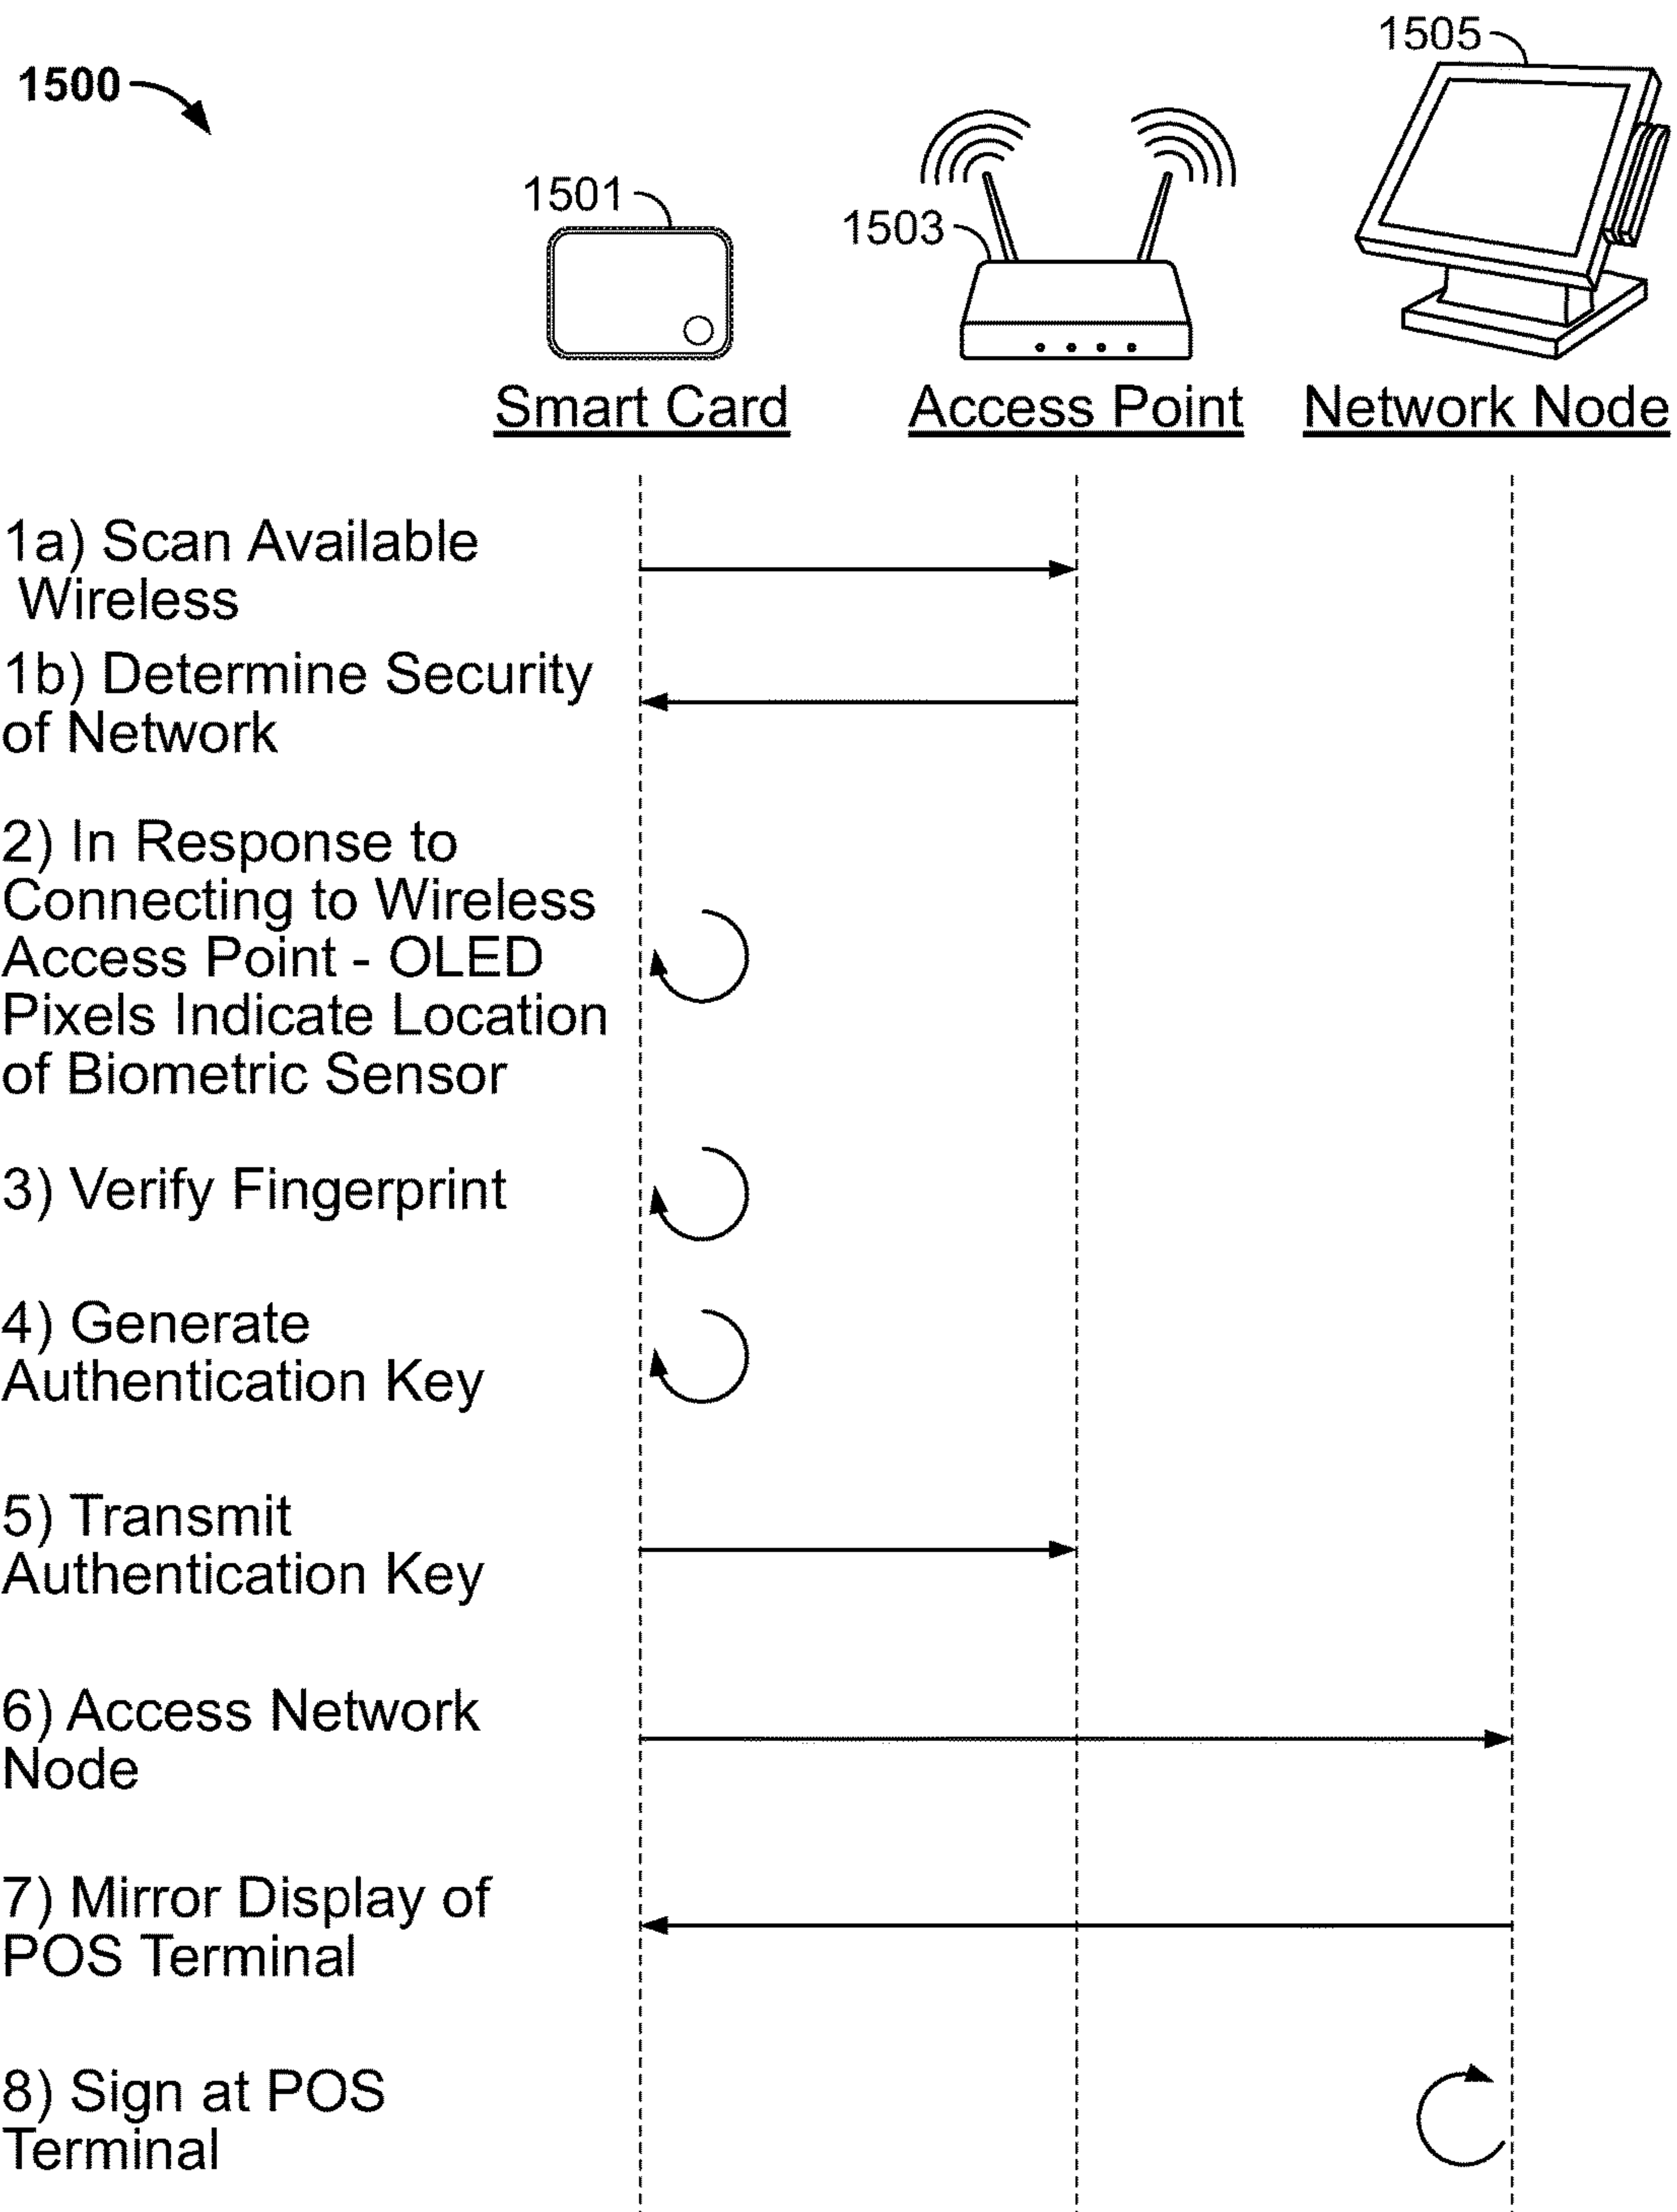 1505
1500
1501
1503
Smart Card
Access Point
Network Node
1a) Scan Available
Wireless
1b) Determine Security
of Network
2) In Response to
Connecting to Wireless
Access Point - OLED
Pixels Indicate Location
of Biometric Sensor
3) Verify Fingerprint
4) Generate
Authentication Key
5) Transmit
Authentication Key
6) Access Network
Node
7) Mirror Display of
POS Terminal
8) Sign at POS
Terminal